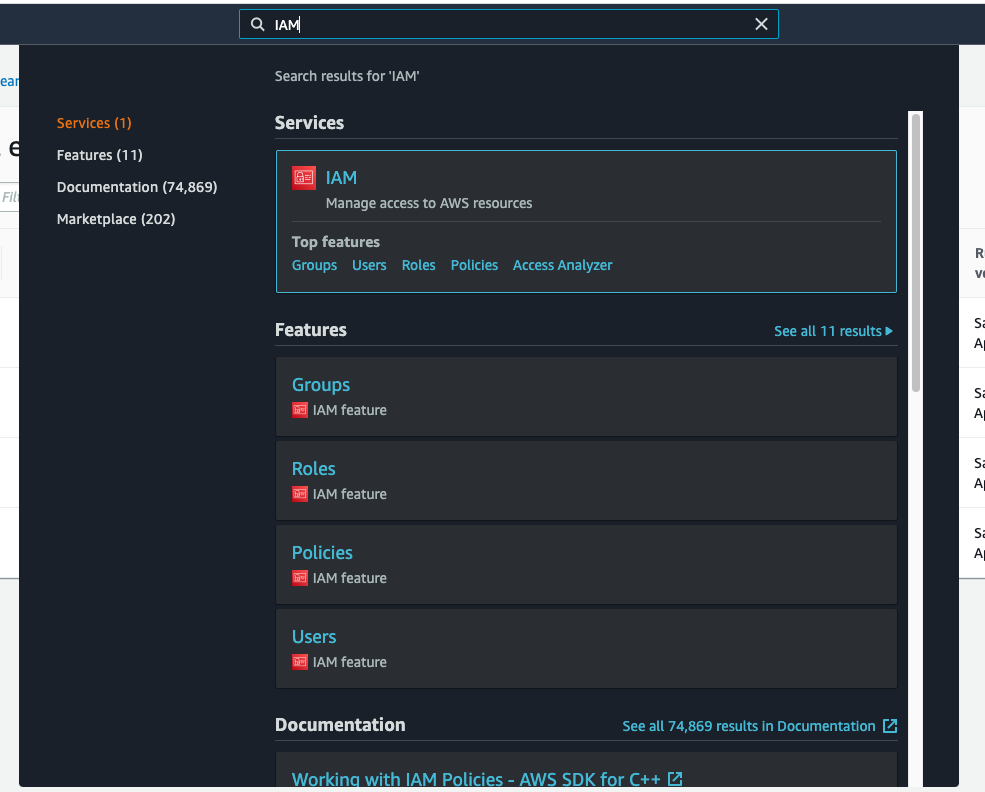 IAM
Search results for 'IAM'
Services (1)
Features (11)
Documentation (74,869)
Marketplace (202)
Services
IAM
Manage access to AWS resources
Top features
Groups Users Roles Policies Access Analyzer
Features
See all 11 results
Groups
IAM feature
Roles
IAM feature
Policies
IAM feature
Users
IAM feature
Documentation
See all 74,869 results in Documentation
Working with IAM Policies - AWS SDK for C++